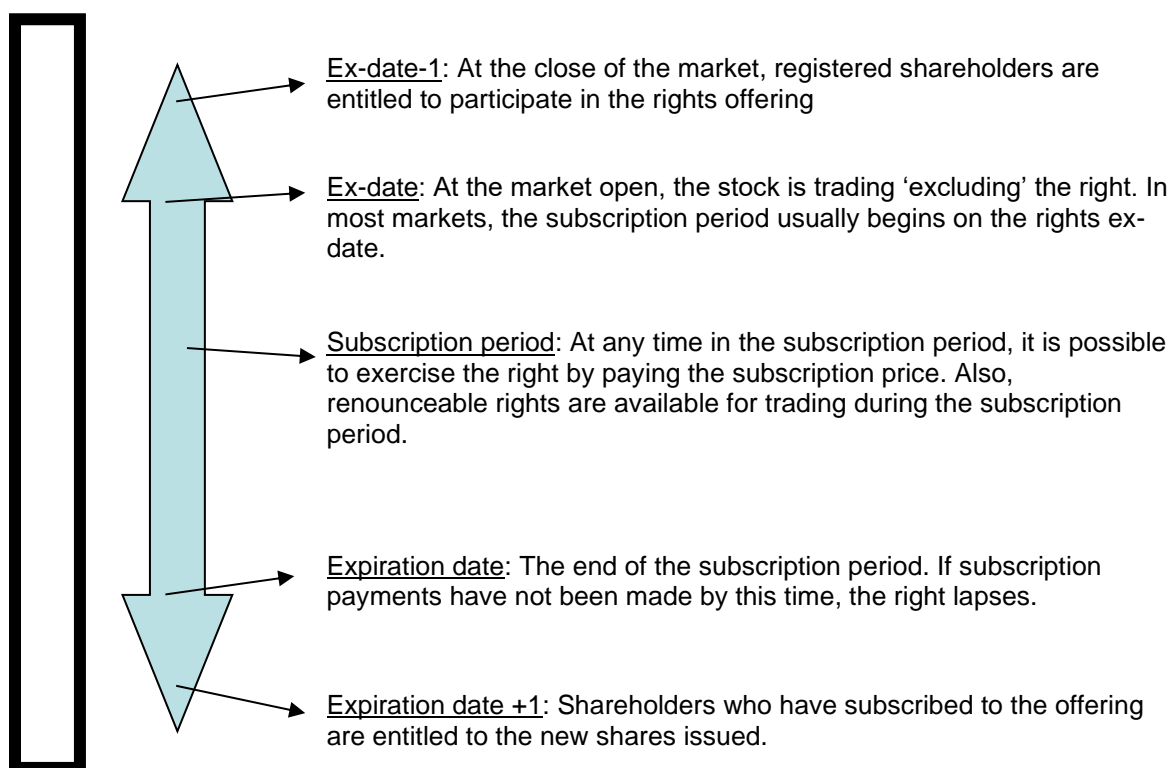 Ex-date-1: At the close of the market, registered shareholders are
entitled to participate in the rights offering
Ex-date: At the market open, the stock is trading ‘excluding’ the right. In
most markets, the subscription period usually begins on the rights ex-
date.
Subscription period: At any time in the subscription period, it is possible
to exercise the right by paying the subscription price. Also,
renounceable rights are available for trading during the subscription
period.
Expiration date: The end of the subscription period. If subscription
payments have not been made by this time, the right lapses.
Expiration date +1: Shareholders who have subscribed to the offering
are entitled to the new shares issued.